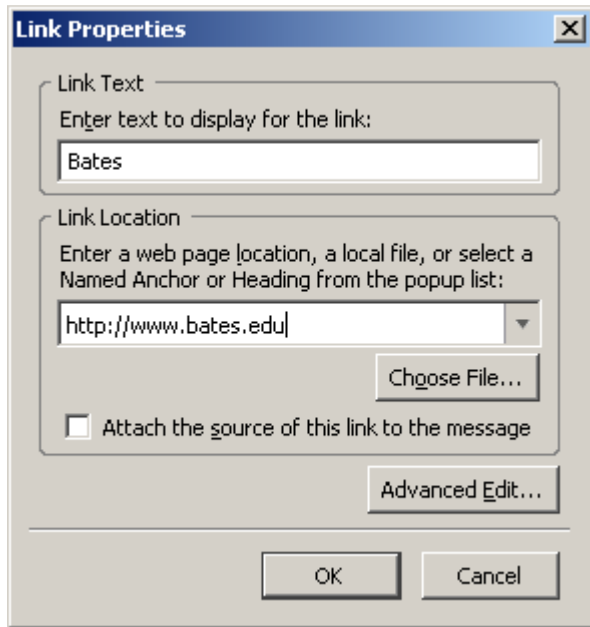 Link Properties
Link Text
Enter text to display for the link:
Bates
Link Location
Enter a web page location, a local file, or select a
Named Anchor or Heading from the popup list:
http://www.bates.edu
Choose File...
Attach the source of this link to the message
Advanced Edit...
OK
Cancel